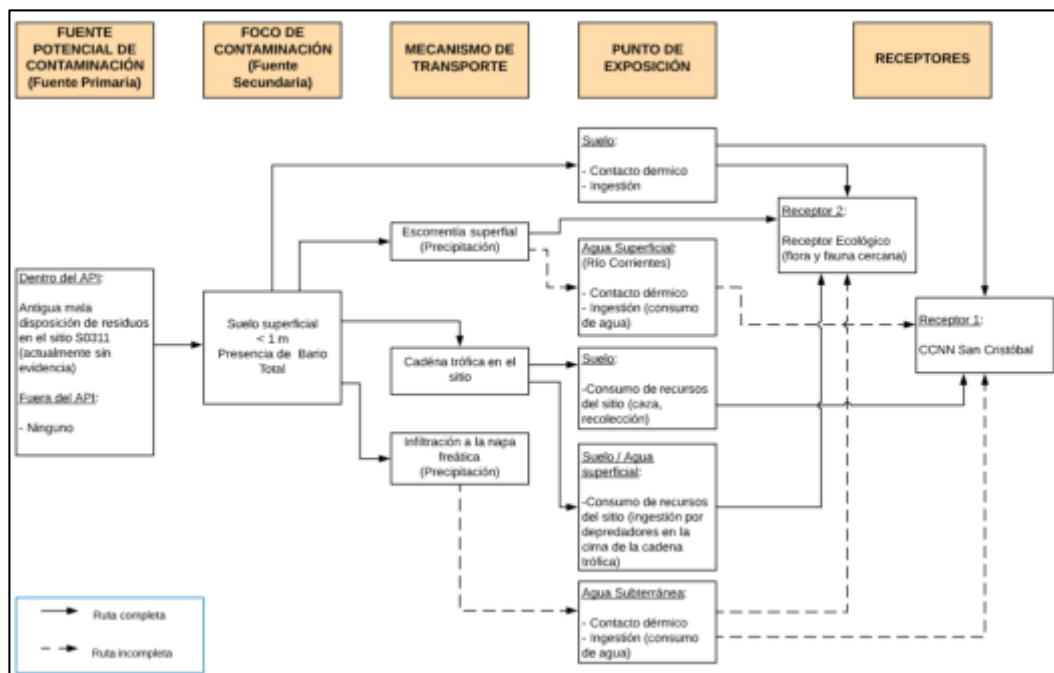 FUENTE
POTENCIAL DE
CONTAMINACIÓN
(Fuente Primaria)
FOCO DE
CONTAMINACIÓN
(Fuente
Secundaria)
MECANISMO DE
TRANSPORTE
PUNTO DE
EXPOSICIÓN
RECEPTORES
Dentro del API:
Antigua mala
disposición de residuos
en el sitio S0311
(actualmente sin
evidencia)
Fuera del API:
- Ninguno
Suelo superficial
< 1 m
Presencia de Bario
Total
Escorrentía superfial
(Precipitación)
Cadéna trófica en el
sitio
Infiltración a la napa
freática
(Precipitación)
Suelo:
- Contacto dermico
- Ingestión
Agua Superficial:
(Río Corrientes)
- Contacto dérmico
- Ingestión (consumo
de agua)
Suelo:
-Consumo de recursos
del sitio (caza,
recolección)
Suelo / Agua
superficial:
-Consumo de recursos
del sitio (ingestión por
depredadores en la
cima de la cadena
trófica)
Agua Subterránea:
- Contacto dérmico
- Ingestión (consumo
de agua)
Receptor 2:
Receptor Ecológico
(flora y fauna cercana)
Receptor 1:
CCNN San Cristóbal
Ruta completa
Ruta incompleta